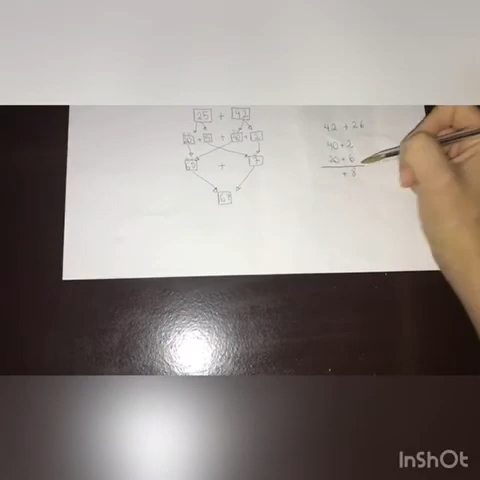 25 + 42
20 + 5 + 40 + 2
60 + 7
67
42 + 26
40 + 2
20 + 6
+ 8
InShOt